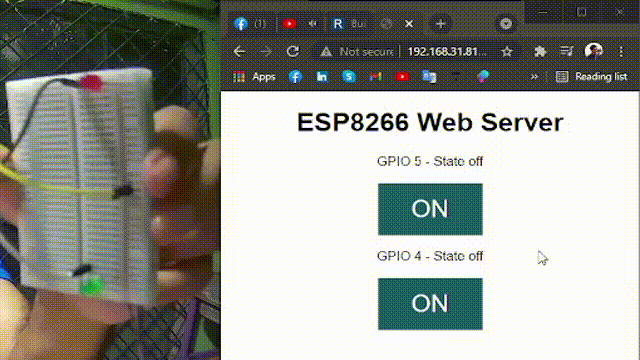 (1)
R Bui
Not secure 192.168.31.81...
Apps
Reading list
ESP8266 Web Server
GPIO 5 - State off
ON
GPIO 4 - State off
ON